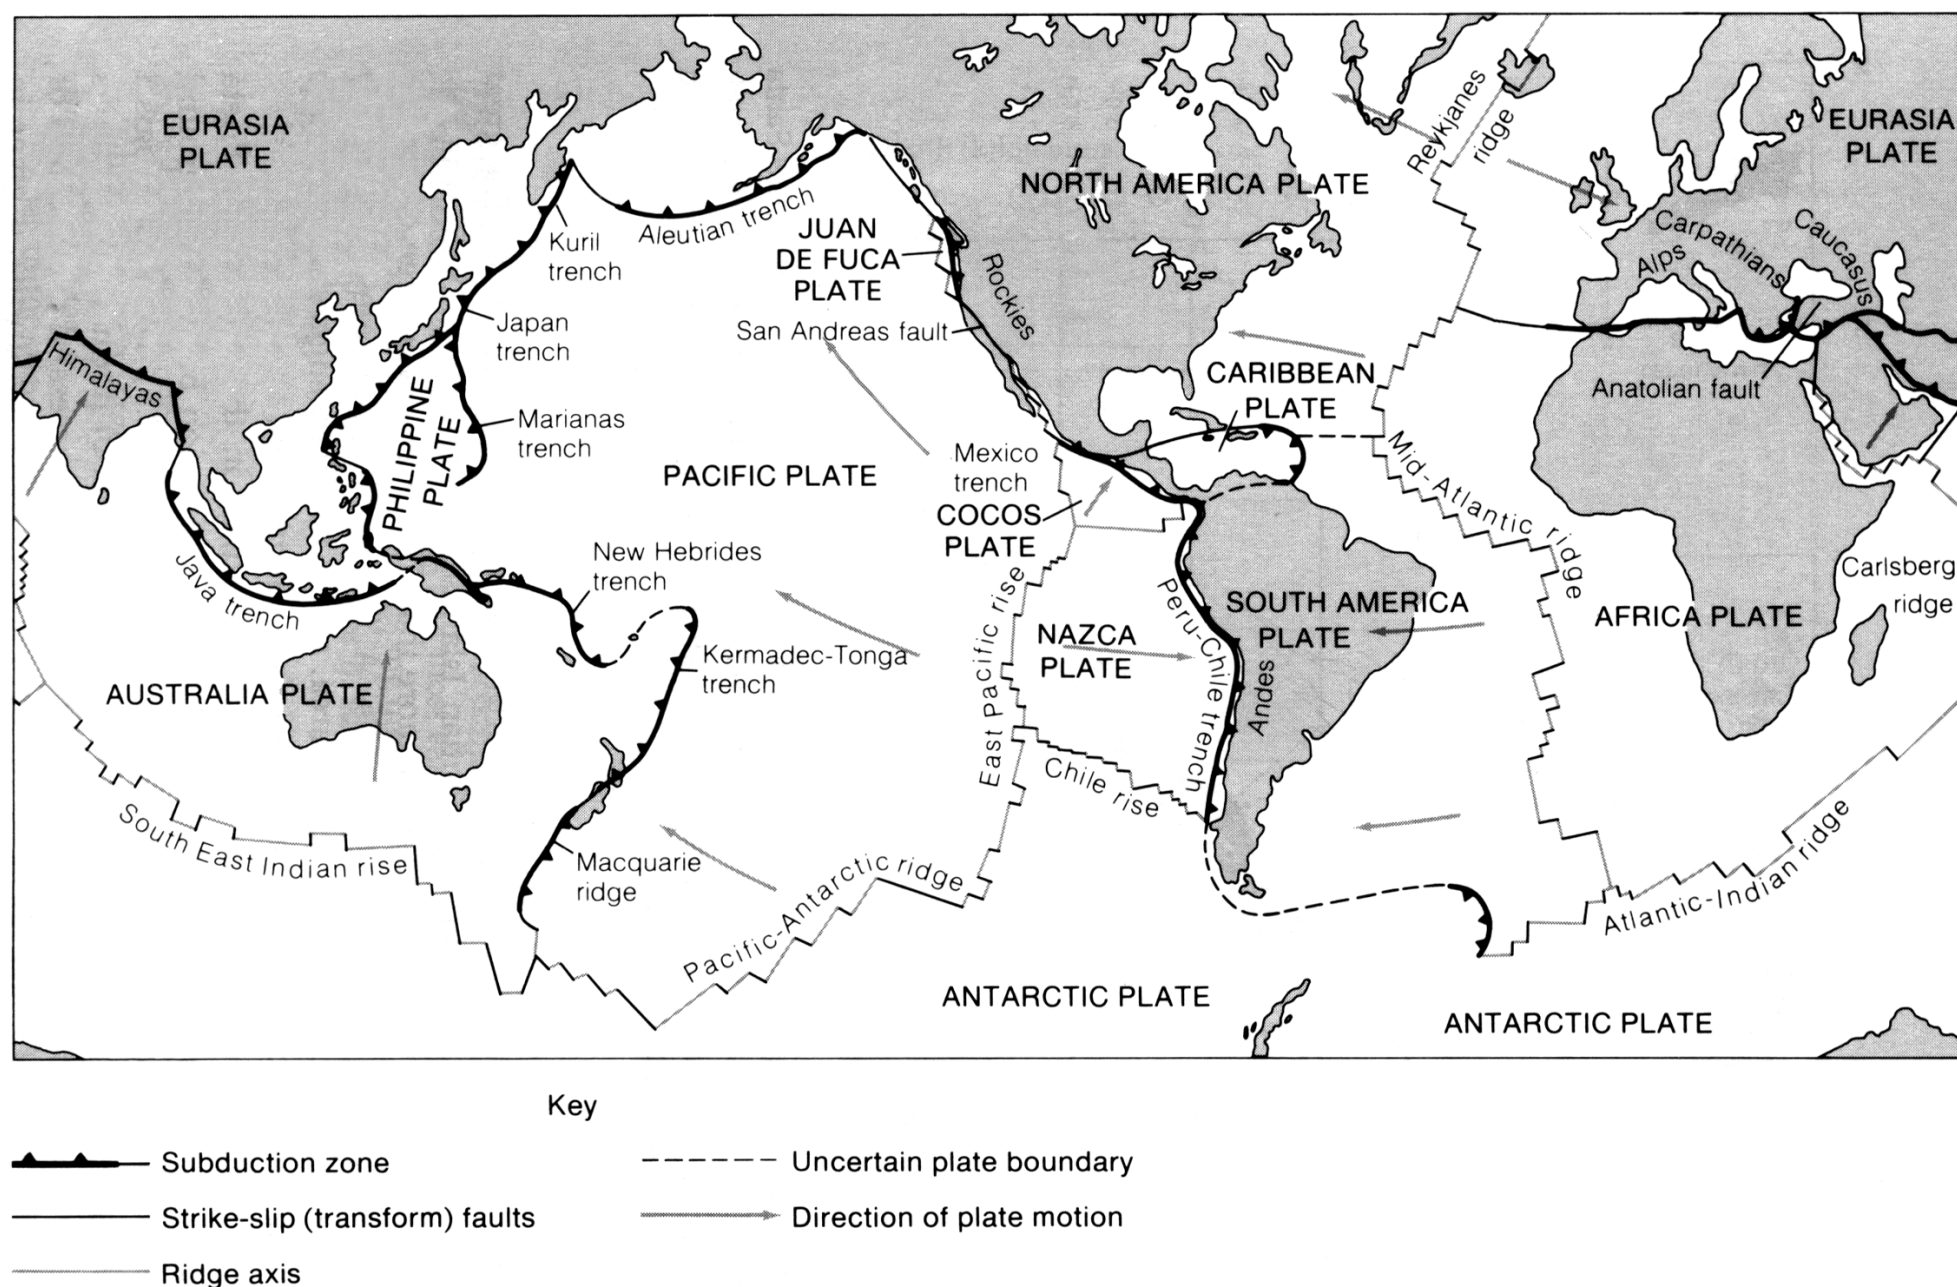 EURASIA
PLATE
Himalayas
Java trench
AUSTRALIA PLATE
South East Indian rise
Kuril
trench
Aleutian trench
Japan
trench
Marianas
trench
PHILIPPINE
PLATE
PACIFIC PLATE
New Hebrides
trench
Kermadec-Tonga
trench
Macquarie
ridge
Pacific-Antarctic ridge
JUAN
DE FUCA
PLATE
San Andreas fault
Rockies
NORTH AMERICA PLATE
CARIBBEAN
PLATE
Mexico
trench
COCOS
PLATE
East Pacific rise
NAZCA
PLATE
Peru-Chile trench
Andes
Chile rise
SOUTH AMERICA
PLATE
ANTARCTIC PLATE
ANTARCTIC PLATE
Reykjanes
ridge
Mid-Atlantic ridge
EURASIA
PLATE
Carpathians
Alps
Caucasus
Anatolian fault
AFRICA PLATE
Carlsberg
ridge
Atlantic-Indian ridge
Key
Subduction zone
Uncertain plate boundary
Strike-slip (transform) faults
Direction of plate motion
Ridge axis